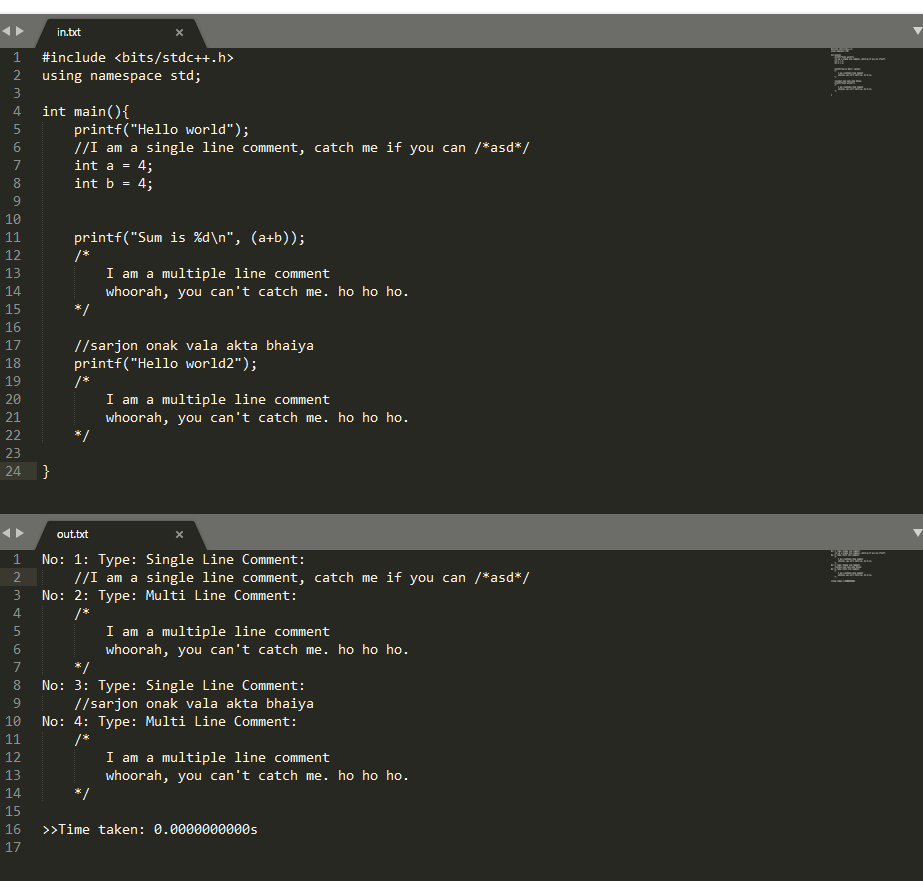 in.txt ×
1 #include <bits/stdc++.h>
2 using namespace std;
3
4 int main(){
5     printf("Hello world");
6     //I am a single line comment, catch me if you can /*asd*/
7     int a = 4;
8     int b = 4;
9
10
11     printf("Sum is %d\n", (a+b));
12     /*
13         I am a multiple line comment
14         whoorah, you can't catch me. ho ho ho.
15     */
16
17     //sarjon onak vala akta bhaiya
18     printf("Hello world2");
19     /*
20         I am a multiple line comment
21         whoorah, you can't catch me. ho ho ho.
22     */
23
24 }
out.txt ×
1 No: 1: Type: Single Line Comment:
2     //I am a single line comment, catch me if you can /*asd*/
3 No: 2: Type: Multi Line Comment:
4     /*
5         I am a multiple line comment
6         whoorah, you can't catch me. ho ho ho.
7     */
8 No: 3: Type: Single Line Comment:
9     //sarjon onak vala akta bhaiya
10 No: 4: Type: Multi Line Comment:
11     /*
12         I am a multiple line comment
13         whoorah, you can't catch me. ho ho ho.
14     */
15
16 >>Time taken: 0.0000000000s
17